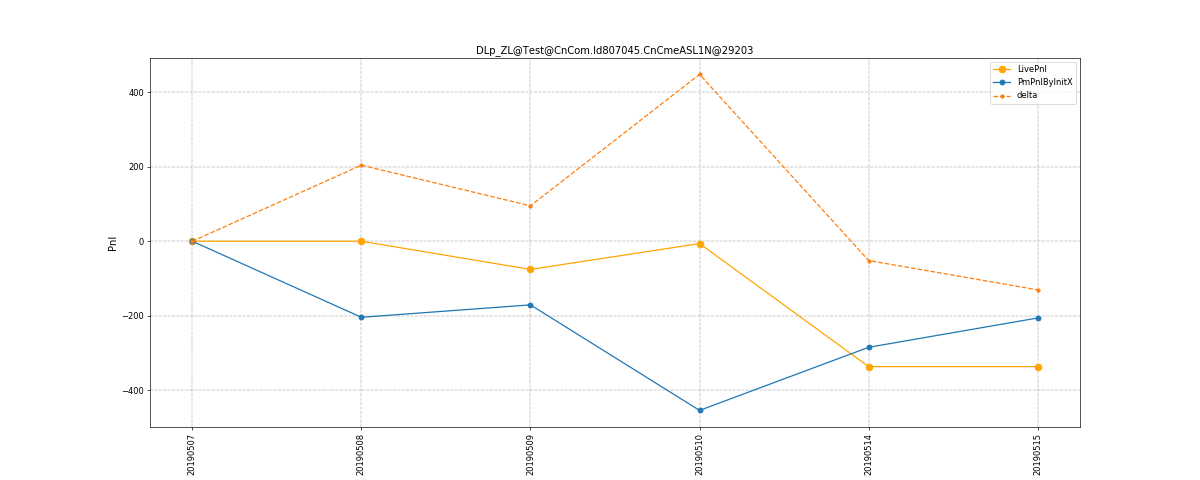 DLp_ZL@Test@CnCom.Id807045.CnCmeASL1N@29203
LivePnl
PmPnlByInitX
delta
400
200
0
−200
−400
Pnl
20190507
20190508
20190509
20190510
20190514
20190515